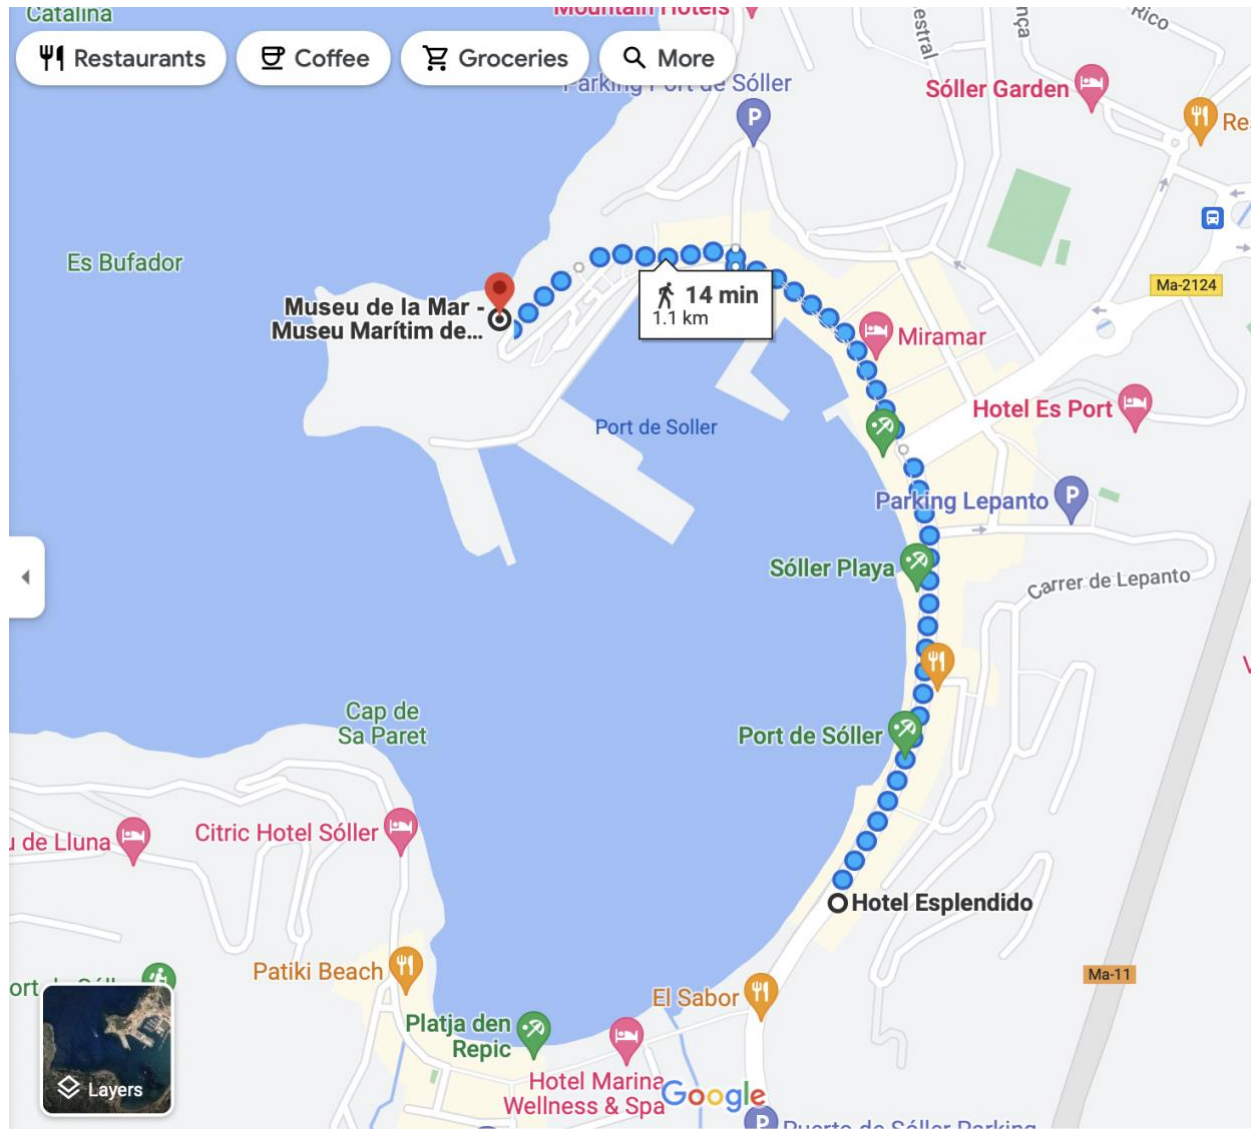 Catalina
Mountain Hotels
Rico
Restaurants
Coffee
Groceries
More
Parking Port de Sóller
Sóller Garden
Es Bufador
Museu de la Mar -
Museu Marítim de...
14 min
1.1 km
Ma-2124
Miramar
Hotel Es Port
Port de Soller
Parking Lepanto
Sóller Playa
Carrer de Lepanto
Cap de
Sa Paret
Port de Sóller
Citric Hotel Sóller
de Lluna
Hotel Esplendido
Patiki Beach
Ma-11
El Sabor
Platja den
Repic
Layers
Hotel Marina
Wellness & Spa
Google